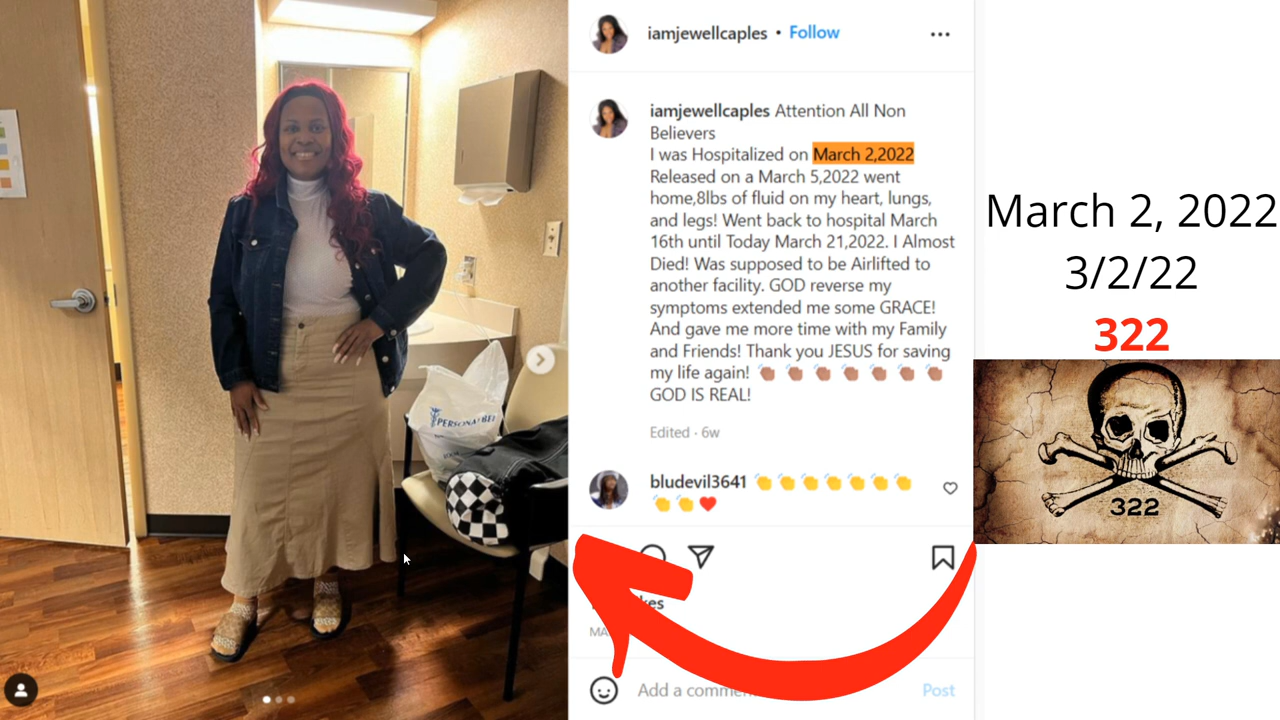 iamjewellcaples • Follow
iamjewellcaples Attention All Non
Believers
I was Hospitalized on March 2,2022
Released on a March 5,2022 went
home,8lbs of fluid on my heart, lungs,
and legs! Went back to hospital March
16th until Today March 21,2022. I Almost
Died! Was supposed to be Airlifted to
another facility. GOD reverse my
symptoms extended me some GRACE!
And gave me more time with my Family
and Friends! Thank you JESUS for saving
my life again! 👏🏾 👏🏾 👏🏾 👏🏾 👏🏾 👏🏾 👏🏾
GOD IS REAL!
Edited · 6w
bludevil3641 👏 👏 👏 👏 👏 👏 👏
👏 👏 ❤️
Add a comme
Post
March 2, 2022
3/2/22
322
322